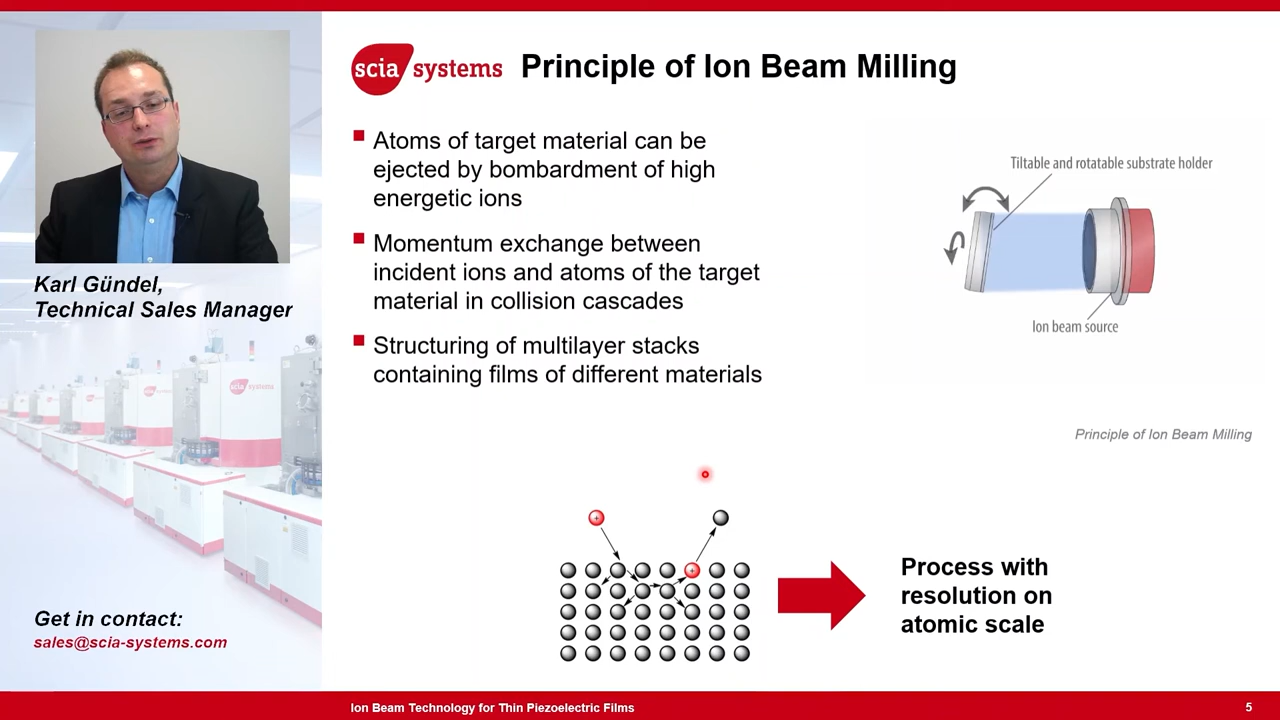 scia systems
Principle of Ion Beam Milling
Atoms of target material can be
ejected by bombardment of high
energetic ions
Momentum exchange between
incident ions and atoms of the target
material in collision cascades
Structuring of multilayer stacks
containing films of different materials
Tiltable and rotatable substrate holder
Ion beam source
Principle of Ion Beam Milling
Process with
resolution on
atomic scale
Karl Gündel,
Technical Sales Manager
scia systems
Get in contact:
sales@scia-systems.com
Ion Beam Technology for Thin Piezoelectric Films
5